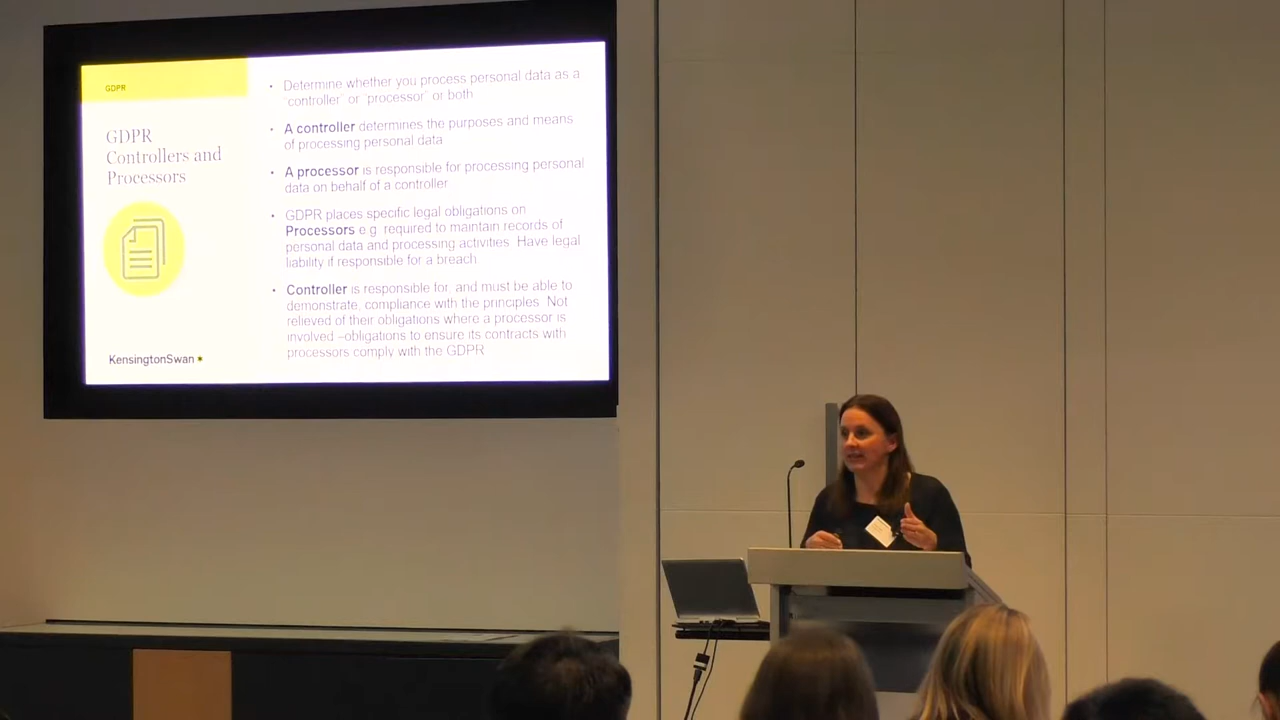 GDPR
GDPR
Controllers and
Processors
KensingtonSwan
• Determine whether you process personal data as a
"controller" or "processor" or both
• A controller determines the purposes and means
of processing personal data
• A processor is responsible for processing personal
data on behalf of a controller
• GDPR places specific legal obligations on
Processors e.g. required to maintain records of
personal data and processing activities. Have legal
liability if responsible for a breach
• Controller is responsible for, and must be able to
demonstrate, compliance with the principles. Not
relieved of their obligations where a processor is
involved –obligations to ensure its contracts with
processors comply with the GDPR